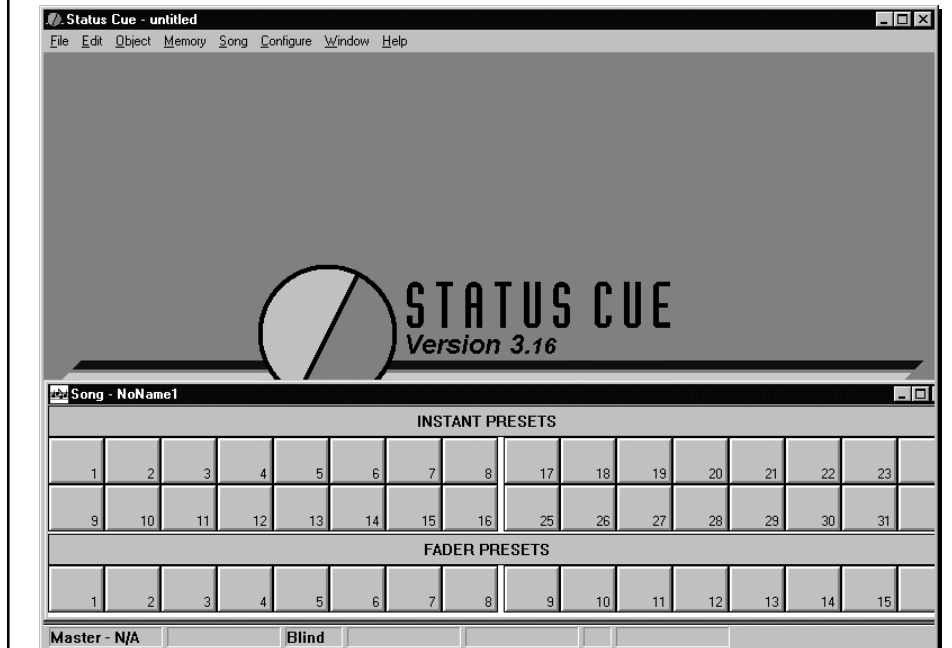 Status Cue - untitled
File Edit Object Memory Song Configure Window Help
STATUS CUE
Version 3.16
Song - NoName1
INSTANT PRESETS
1 2 3 4 5 6 7 8 17 18 19 20 21 22 23
9 10 11 12 13 14 15 16 25 26 27 28 29 30 31
FADER PRESETS
1 2 3 4 5 6 7 8 9 10 11 12 13 14 15
Master - N/A Blind